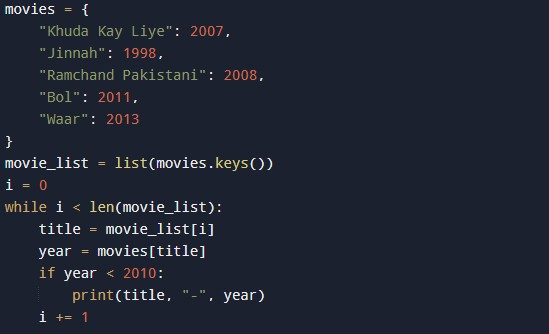 movies = {
    "Khuda Kay Liye": 2007,
    "Jinnah": 1998,
    "Ramchand Pakistani": 2008,
    "Bol": 2011,
    "Waar": 2013
}
movie_list = list(movies.keys())
i = 0
while i < len(movie_list):
    title = movie_list[i]
    year = movies[title]
    if year < 2010:
        print(title, "-", year)
    i += 1